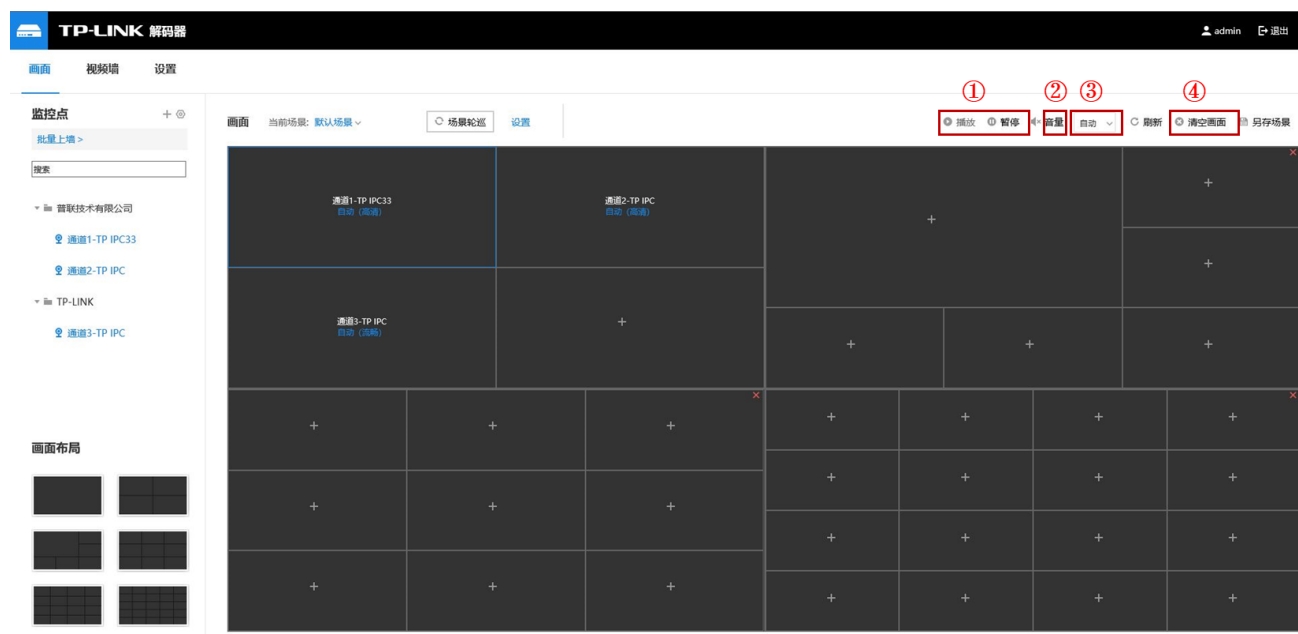 TP-LINK 解码器
admin 退出
画面 视频墙 设置
① ② ③ ④
监控点
批量上墙 >
搜索
普联技术有限公司
通道1-TP IPC33
通道2-TP IPC
TP-LINK
通道3-TP IPC
画面布局
画面 当前场景: 默认场景 场景轮巡 设置 播放 暂停 音量 自动 刷新 清空画面 另存场景
通道1-TP IPC33
自动（高清）
通道2-TP IPC
自动（高清）
通道3-TP IPC
自动（流畅）